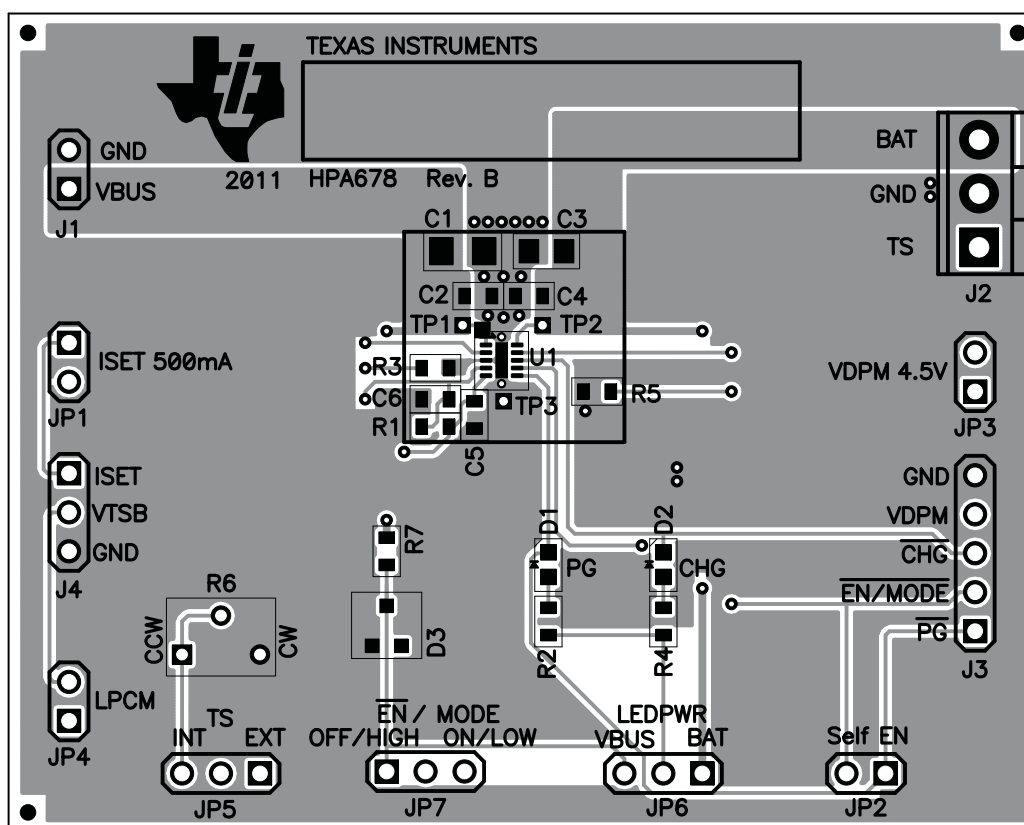 TEXAS INSTRUMENTS
2011 HPA678 Rev. B
GND
VBUS
J1
BAT
GND
TS
J2
C1
C3
C2
C4
TP1
TP2
U1
R3
C6
R1
C5
TP3
R5
ISET 500mA
JP1
VDPM 4.5V
JP3
ISET
VTSB
GND
J4
GND
VDPM
CHG
EN/MODE
PG
J3
R7
D1
PG
D2
CHG
R6
CCW
CW
D3
R2
R4
LPCM
JP4
TS
INT EXT
JP5
EN / MODE
OFF/HIGH ON/LOW
JP7
LEDPWR
VBUS BAT
JP6
Self EN
JP2